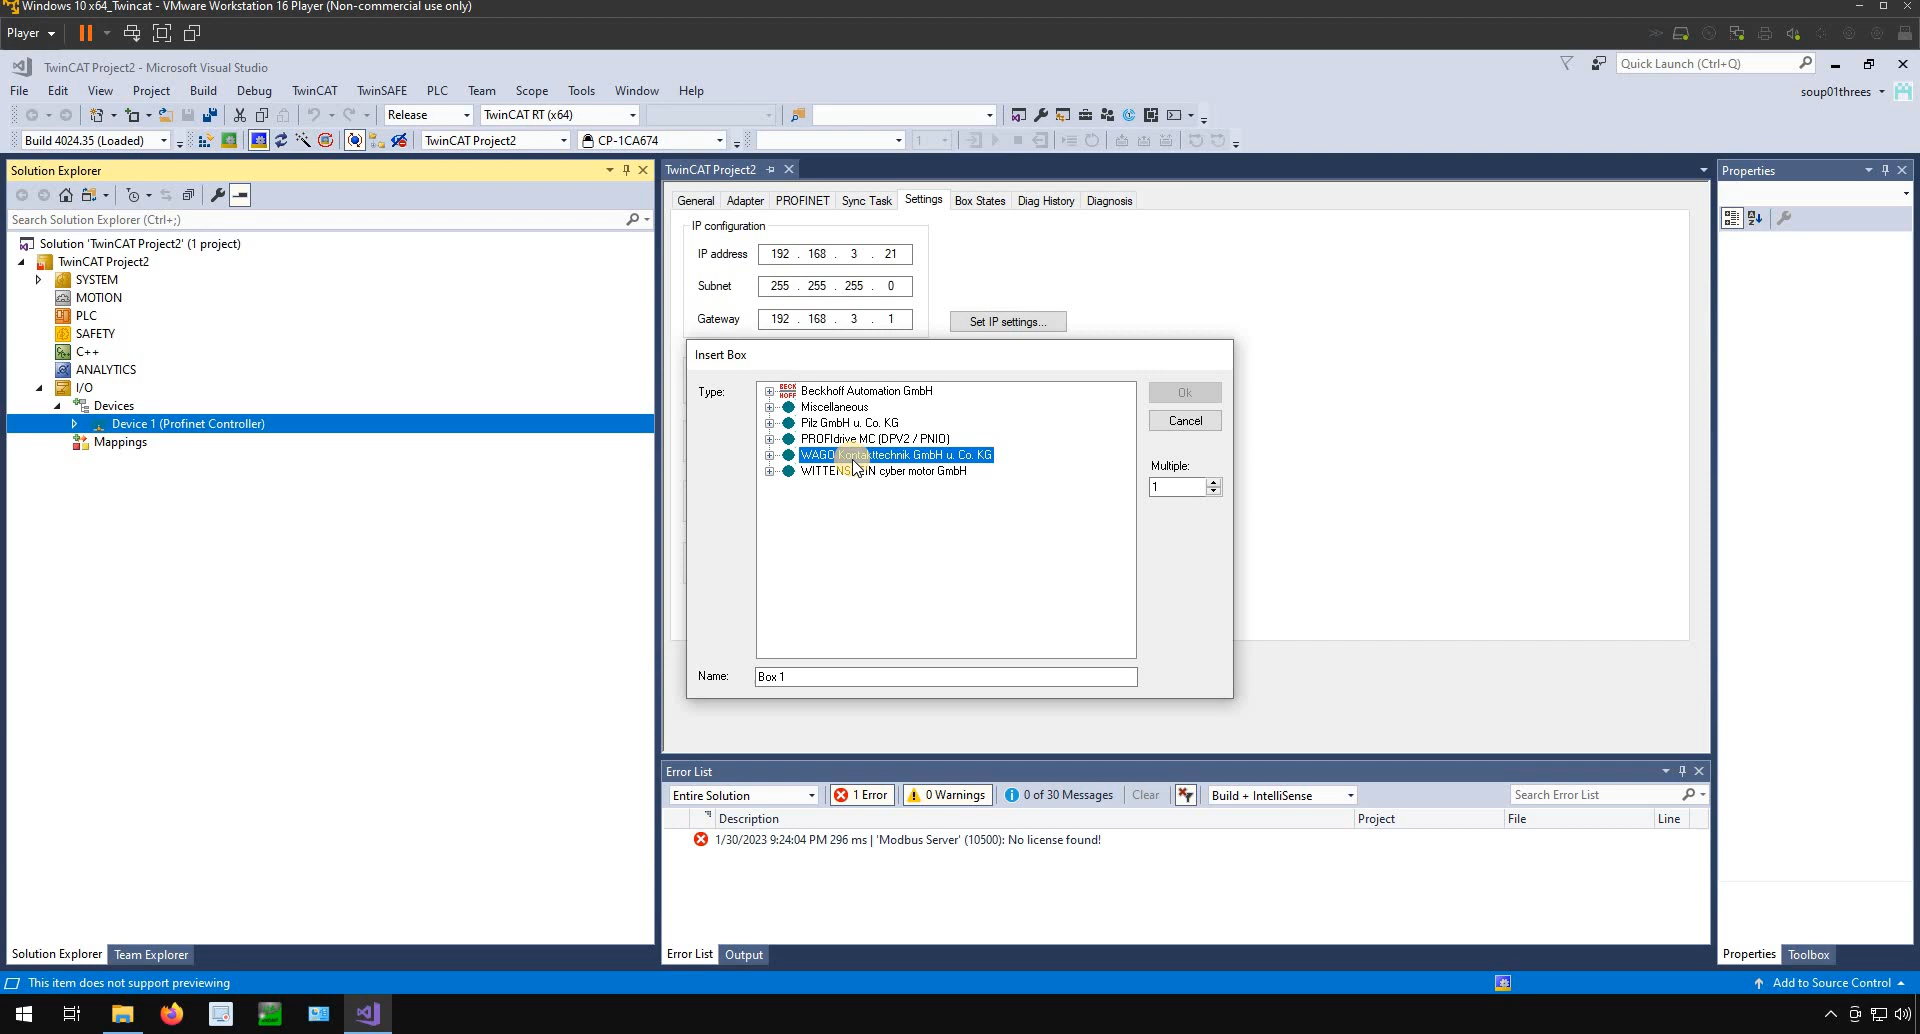 Windows 10 x64_Twincat - VMware Workstation 16 Player (Non-commercial use only)
Player
TwinCAT Project2 - Microsoft Visual Studio
Quick Launch (Ctrl+Q)
File Edit View Project Build Debug TwinCAT TwinSAFE PLC Team Scope Tools Window Help
soup01threes
Release TwinCAT RT (x64)
Build 4024.35 (Loaded) TwinCAT Project2 CP-1CA674 1
Solution Explorer
Search Solution Explorer (Ctrl+;)
Solution 'TwinCAT Project2' (1 project)
TwinCAT Project2
SYSTEM
MOTION
PLC
SAFETY
C++
ANALYTICS
I/O
Devices
Device 1 (Profinet Controller)
Mappings
Solution Explorer Team Explorer
TwinCAT Project2
General Adapter PROFINET Sync Task Settings Box States Diag History Diagnosis
IP configuration
IP address 192 . 168 . 3 . 21
Subnet 255 . 255 . 255 . 0
Gateway 192 . 168 . 3 . 1
Set IP settings...
Insert Box
Type:
BECK HOFF Beckhoff Automation GmbH
Miscellaneous
Pilz GmbH u. Co. KG
PROFIdrive MC (DPV2 / PNIO)
WAGO Kontakttechnik GmbH u. Co. KG
WITTENSTEIN cyber motor GmbH
Ok
Cancel
Multiple:
1
Name: Box 1
Error List
Entire Solution 1 Error 0 Warnings 0 of 30 Messages Clear Build + IntelliSense Search Error List
Description Project File Line
1/30/2023 9:24:04 PM 296 ms | 'Modbus Server' (10500): No license found!
Error List Output
Properties
Properties Toolbox
This item does not support previewing
Add to Source Control